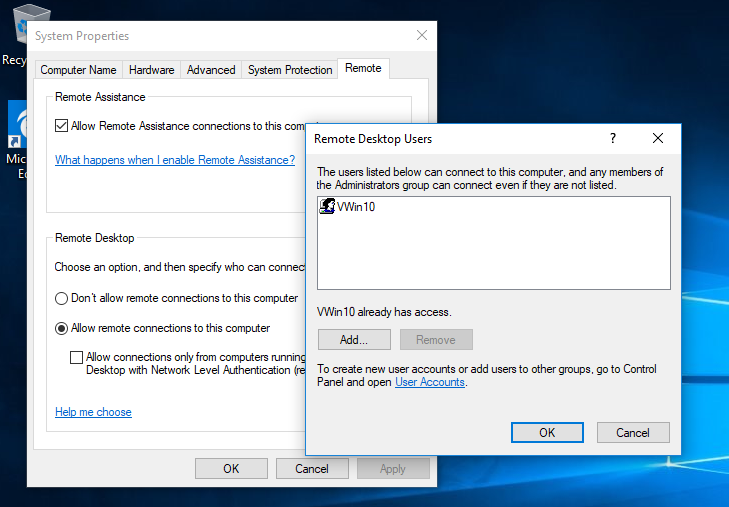 Recy
Mic
Ec
System Properties
Computer Name
Hardware
Advanced
System Protection
Remote
Remote Assistance
Allow Remote Assistance connections to this comp
What happens when I enable Remote Assistance?
Remote Desktop
Choose an option, and then specify who can connec
Don't allow remote connections to this computer
Allow remote connections to this computer
Allow connections only from computers running
Desktop with Network Level Authentication (re
Help me choose
OK
Cancel
Apply
Remote Desktop Users
?
The users listed below can connect to this computer, and any members of
the Administrators group can connect even if they are not listed.
VWin10
VWin10 already has access.
Add...
Remove
To create new user accounts or add users to other groups, go to Control
Panel and open User Accounts.
OK
Cancel